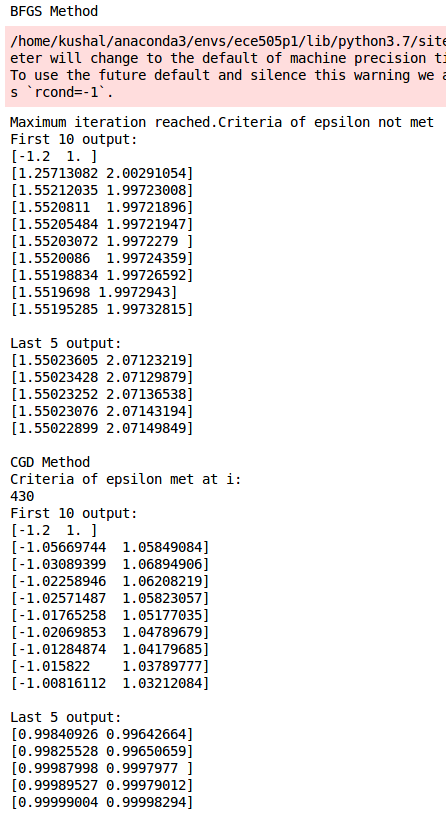 BFGS Method
/home/kushal/anaconda3/envs/ece505p1/lib/python3.7/site
eter will change to the default of machine precision ti
To use the future default and silence this warning we a
s `rcond=-1`.
Maximum iteration reached.Criteria of epsilon not met
First 10 output:
[-1.2  1. ]
[1.25713082 2.00291054]
[1.55212035 1.99723008]
[1.5520811  1.99721896]
[1.55205484 1.99721947]
[1.55203072 1.9972279 ]
[1.5520086  1.99724359]
[1.55198834 1.99726592]
[1.5519698 1.9972943]
[1.55195285 1.99732815]

Last 5 output:
[1.55023605 2.07123219]
[1.55023428 2.07129879]
[1.55023252 2.07136538]
[1.55023076 2.07143194]
[1.55022899 2.07149849]

CGD Method
Criteria of epsilon met at i:
430
First 10 output:
[-1.2  1. ]
[-1.05669744  1.05849084]
[-1.03089399  1.06894906]
[-1.02258946  1.06208219]
[-1.02571487  1.05823057]
[-1.01765258  1.05177035]
[-1.02069853  1.04789679]
[-1.01284874  1.04179685]
[-1.015822    1.03789777]
[-1.00816112  1.03212084]

Last 5 output:
[0.99840926 0.99642664]
[0.99825528 0.99650659]
[0.99987998 0.9997977 ]
[0.99989527 0.99979012]
[0.99999004 0.99998294]